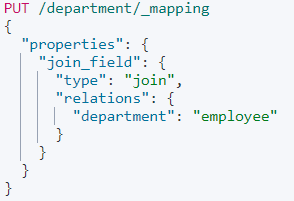 PUT /department/_mapping
{
  "properties": {
    "join_field": {
      "type": "join",
      "relations": {
        "department": "employee"
      }
    }
  }
}